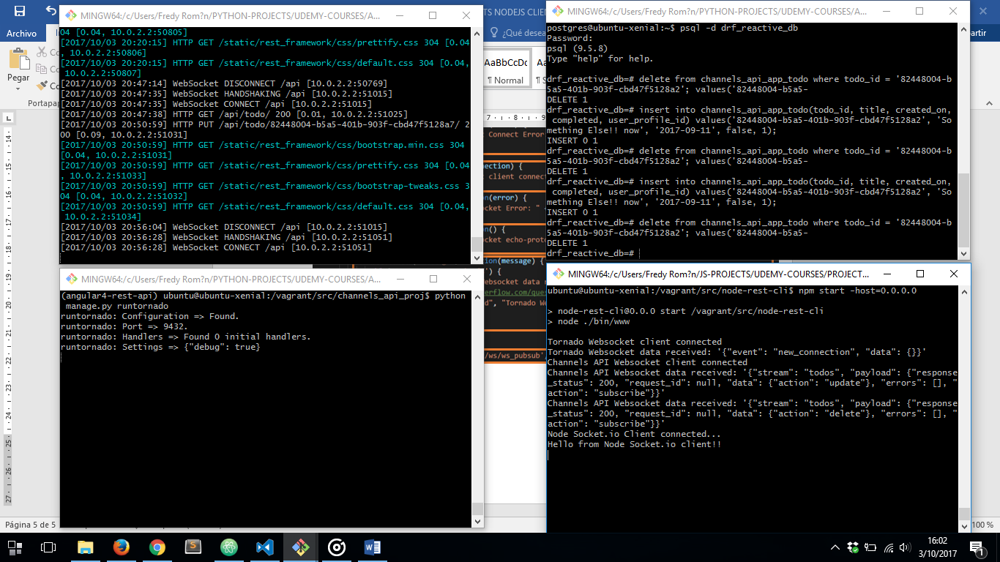 Archivo
Pegar
Co
Co
Co
TS NODEJS CLIEN
¿Qué desea
artir
AaBbCcDc
AaB
¶ Normal
¶ S
MINGW64:/c/Users/Fredy Rom?n/PYTHON-PROJECTS/UDEMY-COURSES/A...
04 [0.04, 10.0.2.2:50805]
[2017/10/03 20:20:15] HTTP GET /static/rest_framework/css/prettify.css 304 [0.04
, 10.0.2.2:50806]
[2017/10/03 20:20:15] HTTP GET /static/rest_framework/css/default.css 304 [0.04,
10.0.2.2:50807]
[2017/10/03 20:47:14] WebSocket DISCONNECT /api [10.0.2.2:50769]
[2017/10/03 20:47:35] WebSocket HANDSHAKING /api [10.0.2.2:51015]
[2017/10/03 20:47:35] WebSocket CONNECT /api [10.0.2.2:51015]
[2017/10/03 20:47:38] HTTP GET /api/todo/ 200 [0.01, 10.0.2.2:51025]
[2017/10/03 20:50:59] HTTP PUT /api/todo/82448004-b5a5-401b-903f-cbd47f5128a7/ 2
00 [0.09, 10.0.2.2:51031]
[2017/10/03 20:50:59] HTTP GET /static/rest_framework/css/bootstrap.min.css 304
[0.04, 10.0.2.2:51031]
[2017/10/03 20:50:59] HTTP GET /static/rest_framework/css/prettify.css 304 [0.04
, 10.0.2.2:51033]
[2017/10/03 20:50:59] HTTP GET /static/rest_framework/css/bootstrap-tweaks.css 3
04 [0.04, 10.0.2.2:51032]
[2017/10/03 20:50:59] HTTP GET /static/rest_framework/css/default.css 304 [0.04,
10.0.2.2:51034]
[2017/10/03 20:56:04] WebSocket DISCONNECT /api [10.0.2.2:51015]
[2017/10/03 20:56:28] WebSocket HANDSHAKING /api [10.0.2.2:51051]
[2017/10/03 20:56:28] WebSocket CONNECT /api [10.0.2.2:51051]
MINGW64:/c/Users/Fredy Rom?n/PYTHON-PROJECTS/UDEMY-COURSES/A...
postgres@ubuntu-xenial:~$ psql -d drf_reactive_db
Password:
psql (9.5.8)
Type "help" for help.
drf_reactive_db=# delete from channels_api_app_todo where todo_id = '82448004-b
5a5-401b-903f-cbd47f5128a2'; values('82448004-b5a5-
DELETE 1
drf_reactive_db=# insert into channels_api_app_todo(todo_id, title, created_on,
completed, user_profile_id) values('82448004-b5a5-401b-903f-cbd47f5128a2', 'So
mething Else!! now', '2017-09-11', false, 1);
INSERT 0 1
drf_reactive_db=# delete from channels_api_app_todo where todo_id = '82448004-b
5a5-401b-903f-cbd47f5128a2'; values('82448004-b5a5-
DELETE 1
drf_reactive_db=# insert into channels_api_app_todo(todo_id, title, created_on,
completed, user_profile_id) values('82448004-b5a5-401b-903f-cbd47f5128a2', 'So
mething Else!! now', '2017-09-11', false, 1);
INSERT 0 1
drf_reactive_db=# delete from channels_api_app_todo where todo_id = '82448004-b
5a5-401b-903f-cbd47f5128a2'; values('82448004-b5a5-
DELETE 1
drf_reactive_db=#
7 8 9
Connect Error
ection) {
client connec
on(error) {
cket Error: "
on() {
cket echo-proto
ion(message) {
') {
ebsocket data r
erflow.com/ques
d", "Tornado We
/ws/ws_pubsub',
14 15 16 17 18 19 20 21 22 23 24 25 26 27
MINGW64:/c/Users/Fredy Rom?n/PYTHON-PROJECTS/UDEMY-COURSES/A...
(angular4-rest-api) ubuntu@ubuntu-xenial:/vagrant/src/channels_api_proj$ python
manage.py runtornado
runtornado: Configuration => Found.
runtornado: Port => 9432.
runtornado: Handlers => Found 0 initial handlers.
runtornado: Settings => {"debug": true}
MINGW64:/c/Users/Fredy Rom?n/JS-PROJECTS/UDEMY-COURSES/PROJECT...
ubuntu@ubuntu-xenial:/vagrant/src/node-rest-cli$ npm start -host=0.0.0.0
> node-rest-cli@0.0.0 start /vagrant/src/node-rest-cli
> node ./bin/www
Tornado Websocket client connected
Tornado Websocket data received: '{"event": "new_connection", "data": {}}'
Channels API Websocket client connected
Channels API Websocket data received: '{"stream": "todos", "payload": {"response
_status": 200, "request_id": null, "data": {"action": "update"}, "errors": [], "
action": "subscribe"}}'
Channels API Websocket data received: '{"stream": "todos", "payload": {"response
_status": 200, "request_id": null, "data": {"action": "delete"}, "errors": [], "
action": "subscribe"}}'
Node Socket.io Client connected...
Hello from Node Socket.io client!!
Página 5 de 5
100 %
16:02
3/10/2017
1